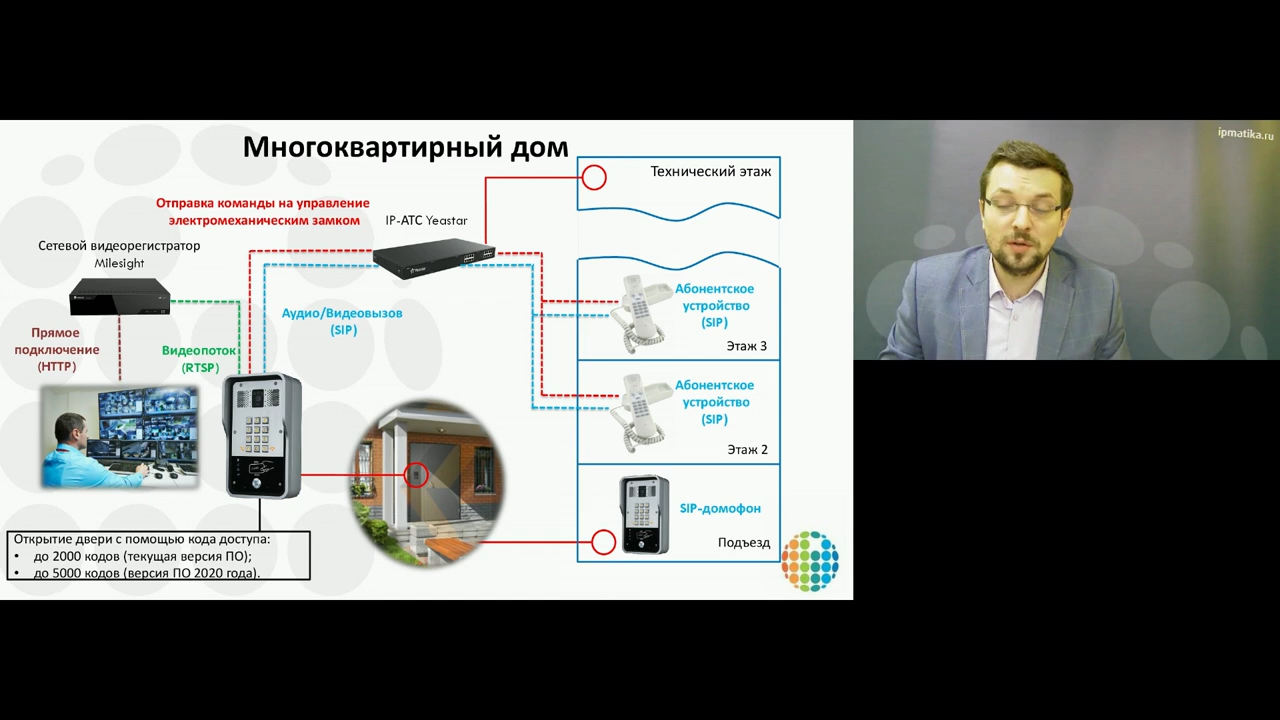 Многоквартирный дом
ipmatika.ru
Технический этаж
Отправка команды на управление
электромеханическим замком
IP-АТС Yeastar
Сетевой видеорегистратор
Milesight
Абонентское
устройство
(SIP)
Этаж 3
Аудио/Видеовызов
(SIP)
Прямое
подключение
(HTTP)
Видеопоток
(RTSP)
Абонентское
устройство
(SIP)
Этаж 2
SIP-домофон
Подъезд
Открытие двери с помощью кода доступа:
• до 2000 кодов (текущая версия ПО);
• до 5000 кодов (версия ПО 2020 года).